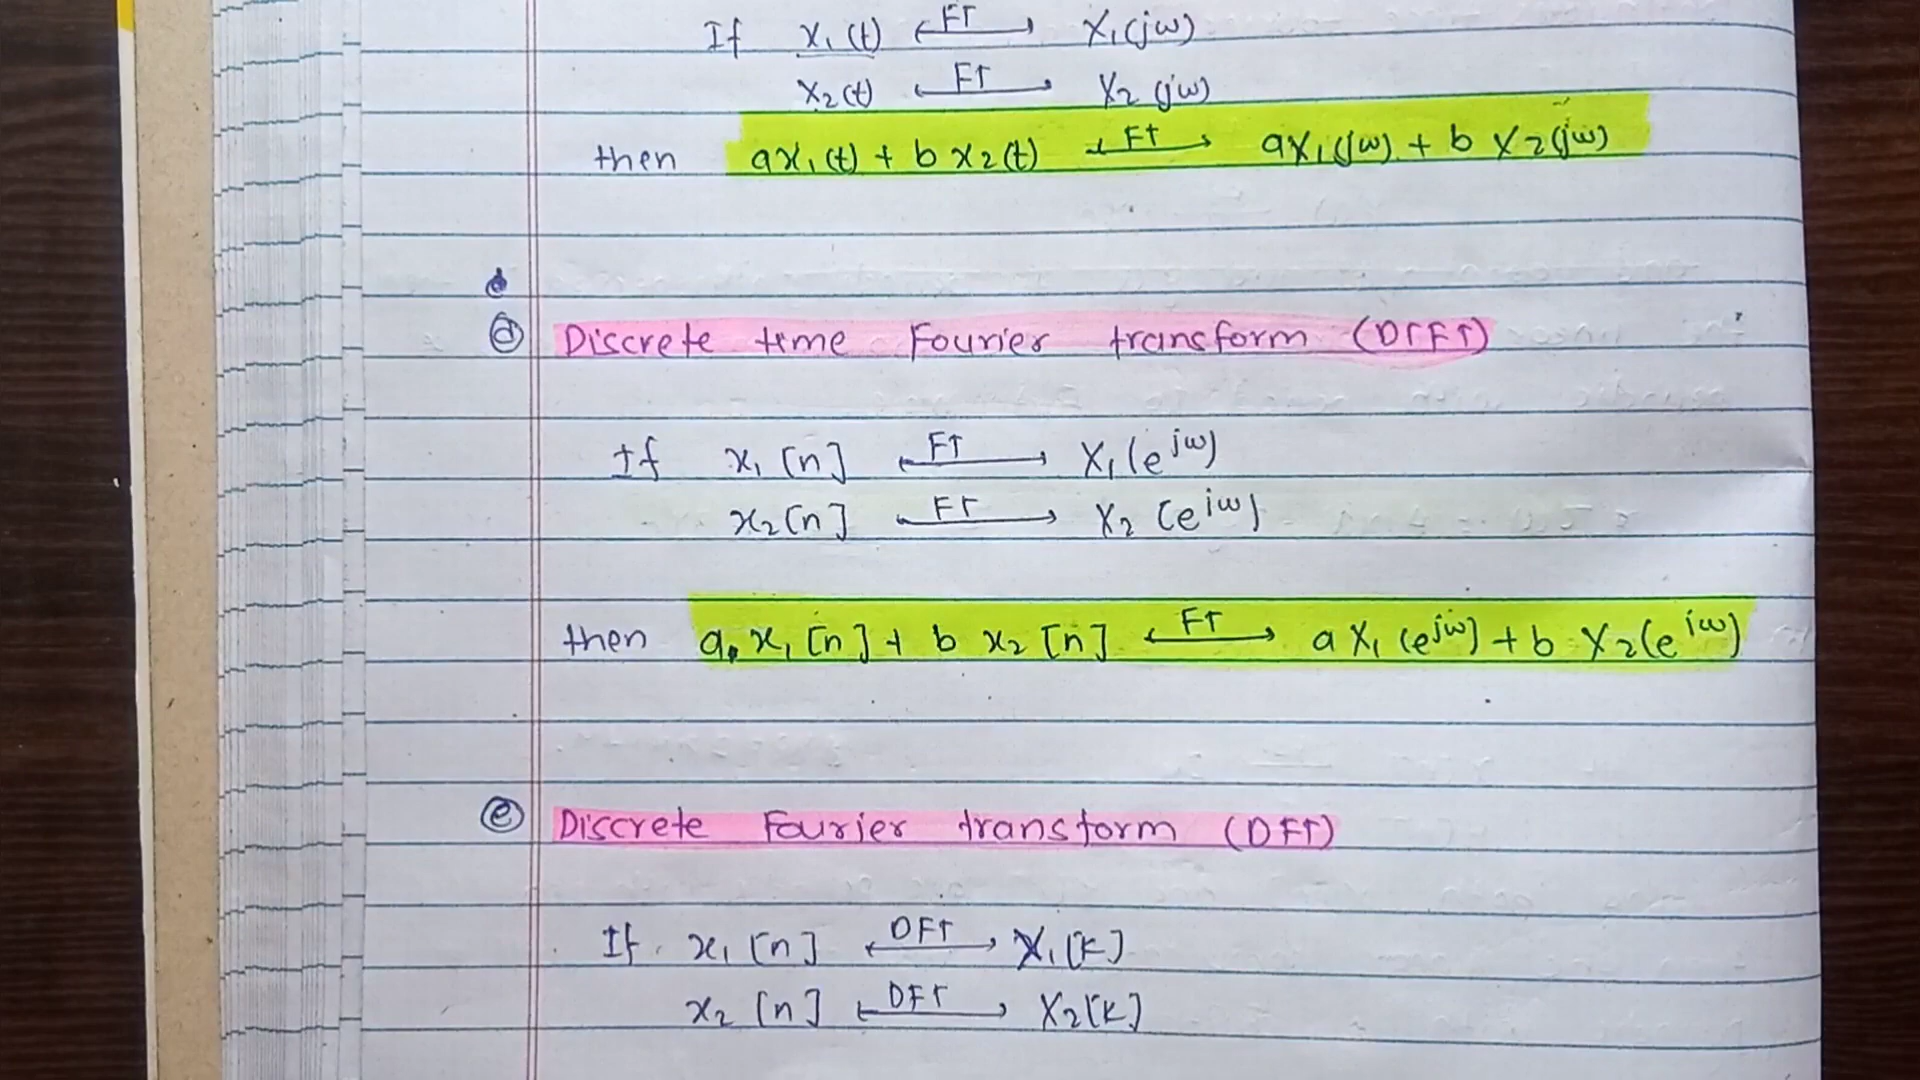 If x₁(t) ←FT→ X₁(jω)
x₂(t) ←FT→ X₂(jω)
then ax₁(t) + b x₂(t) ←FT→ aX₁(jω) + b X₂(jω)
ⓓ Discrete time Fourier transform (DTFT)
If x₁[n] ←FT→ X₁(e^jω)
x₂[n] ←FT→ X₂(e^jω)
then a x₁[n] + b x₂[n] ←FT→ a X₁(e^jω) + b X₂(e^jω)
ⓔ Discrete Fourier transform (DFT)
If x₁[n] ←DFT→ X₁[k]
x₂[n] ←DFT→ X₂[k]